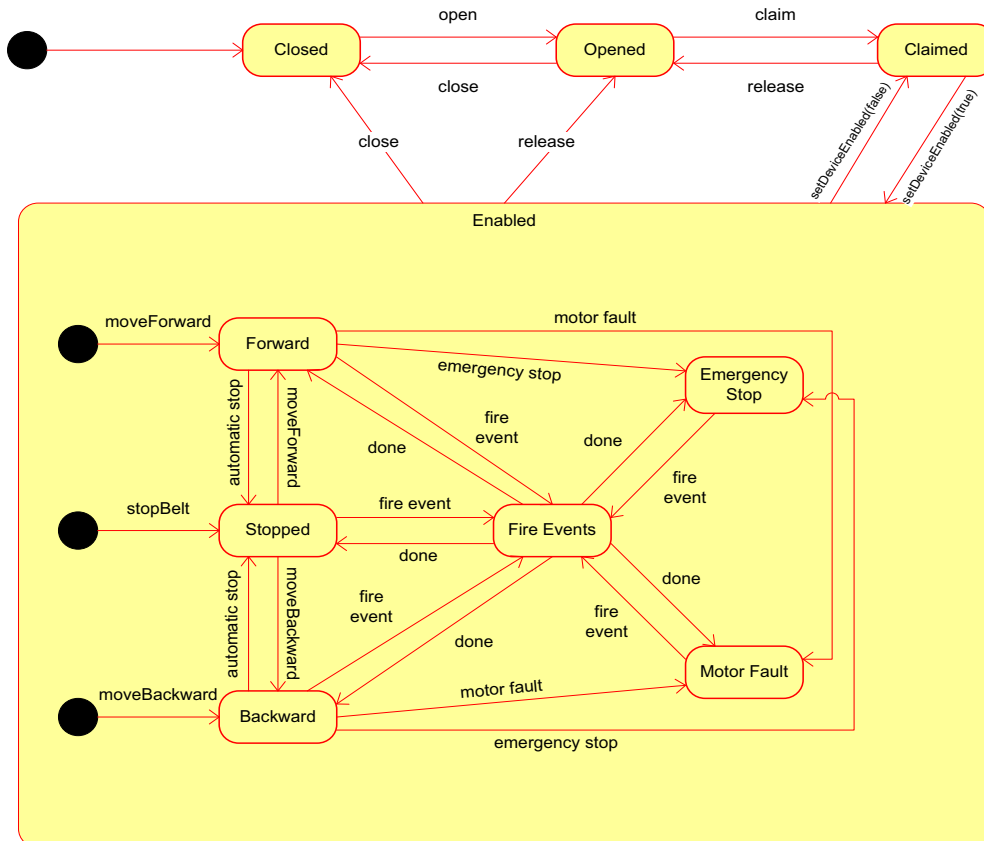 open
claim
Closed
Opened
Claimed
close
release
close
release
setDeviceEnabled(false)
setDeviceEnabled(true)
Enabled
moveForward
motor fault
Forward
emergency stop
Emergency
Stop
automatic stop
moveForward
fire
event
done
done
fire
event
stopBelt
fire event
Stopped
Fire Events
done
automatic stop
moveBackward
fire
event
done
fire
event
done
Motor Fault
moveBackward
motor fault
Backward
emergency stop